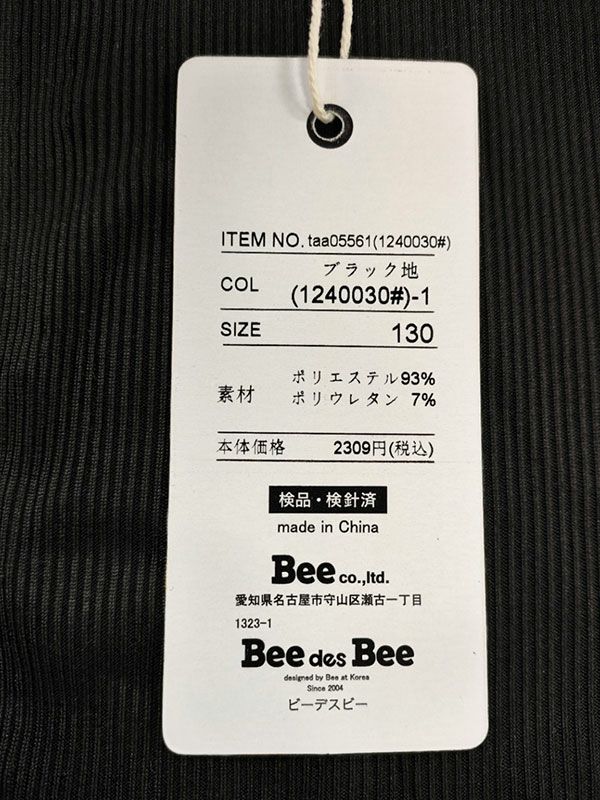 ITEM NO. taa05561(1240030#)
ブラック地
COL (1240030#)-1
SIZE 130
ポリエステル 93%
素材
ポリウレタン 7%
本体価格 2309円(税込)
検品・検針済
made in China
Bee co.,ltd.
愛知県名古屋市守山区瀬古一丁目
1323-1
Bee des Bee
designed by Bee at Korea
Since 2004
ビーデスビー